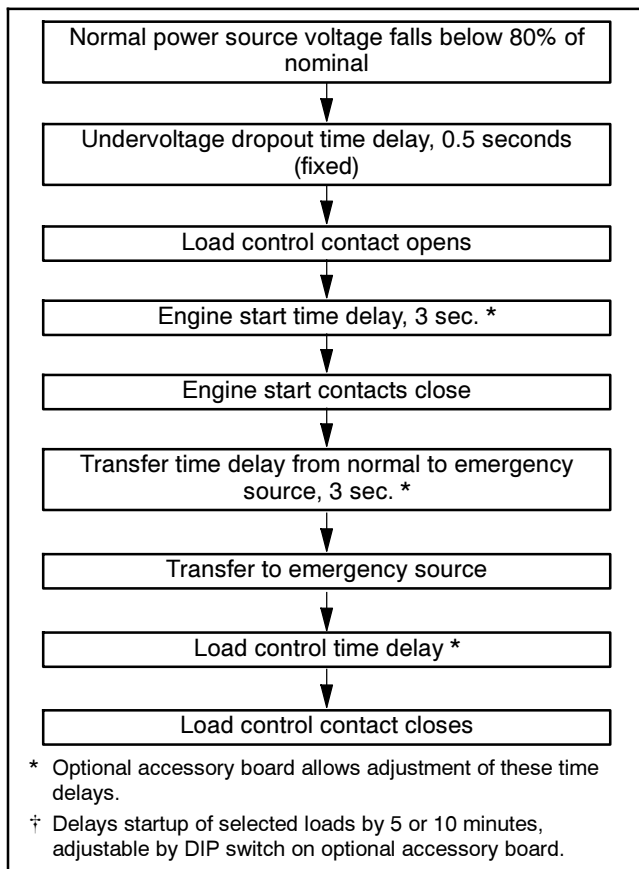 Normal power source voltage falls below 80% of
nominal
Undervoltage dropout time delay, 0.5 seconds
(fixed)
Load control contact opens
Engine start time delay, 3 sec. *
Engine start contacts close
Transfer time delay from normal to emergency
source, 3 sec. *
Transfer to emergency source
Load control time delay *
Load control contact closes
* Optional accessory board allows adjustment of these time
delays.
† Delays startup of selected loads by 5 or 10 minutes,
adjustable by DIP switch on optional accessory board.